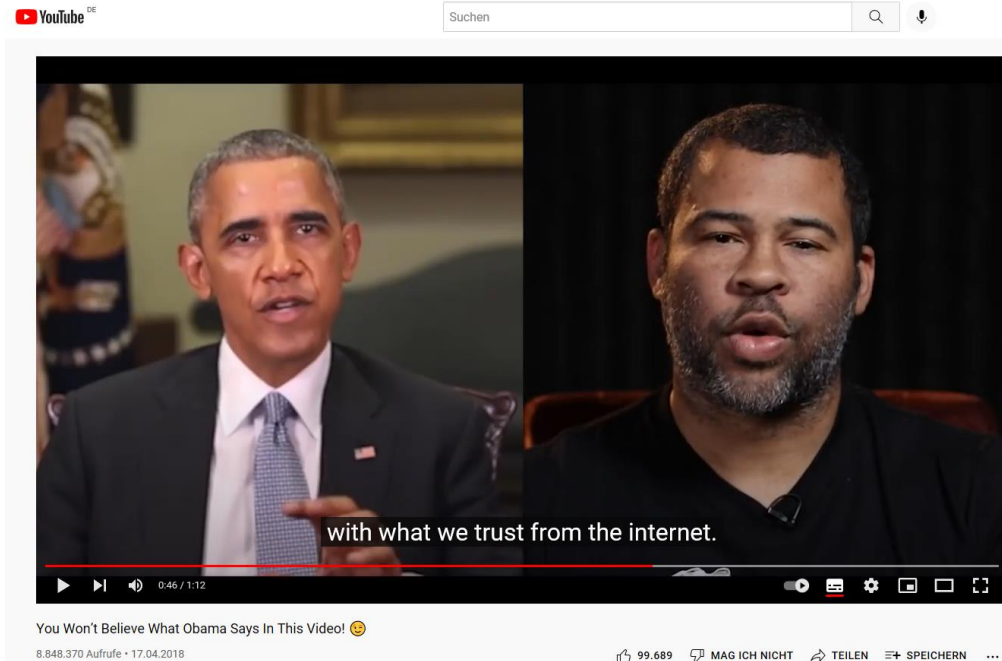 YouTube DE
Suchen
with what we trust from the internet.
0:46 / 1:12
You Won't Believe What Obama Says In This Video! 😉
8.848.370 Aufrufe • 17.04.2018
99.689 MAG ICH NICHT TEILEN SPEICHERN